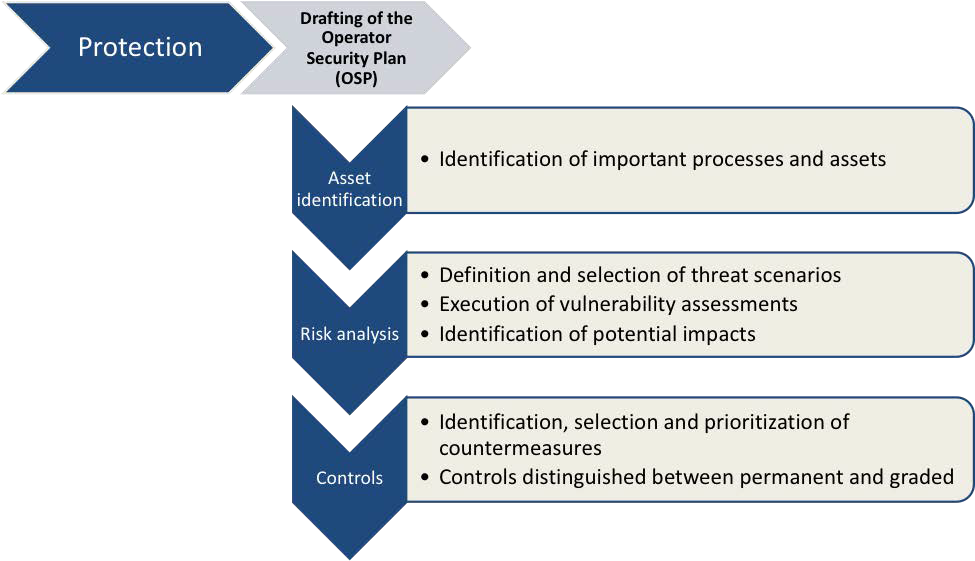 Protection
Drafting of the
Operator
Security Plan
(OSP)
Asset
identification
• Identification of important processes and assets
Risk analysis
• Definition and selection of threat scenarios
• Execution of vulnerability assessments
• Identification of potential impacts
Controls
• Identification, selection and prioritization of
countermeasures
• Controls distinguished between permanent and graded